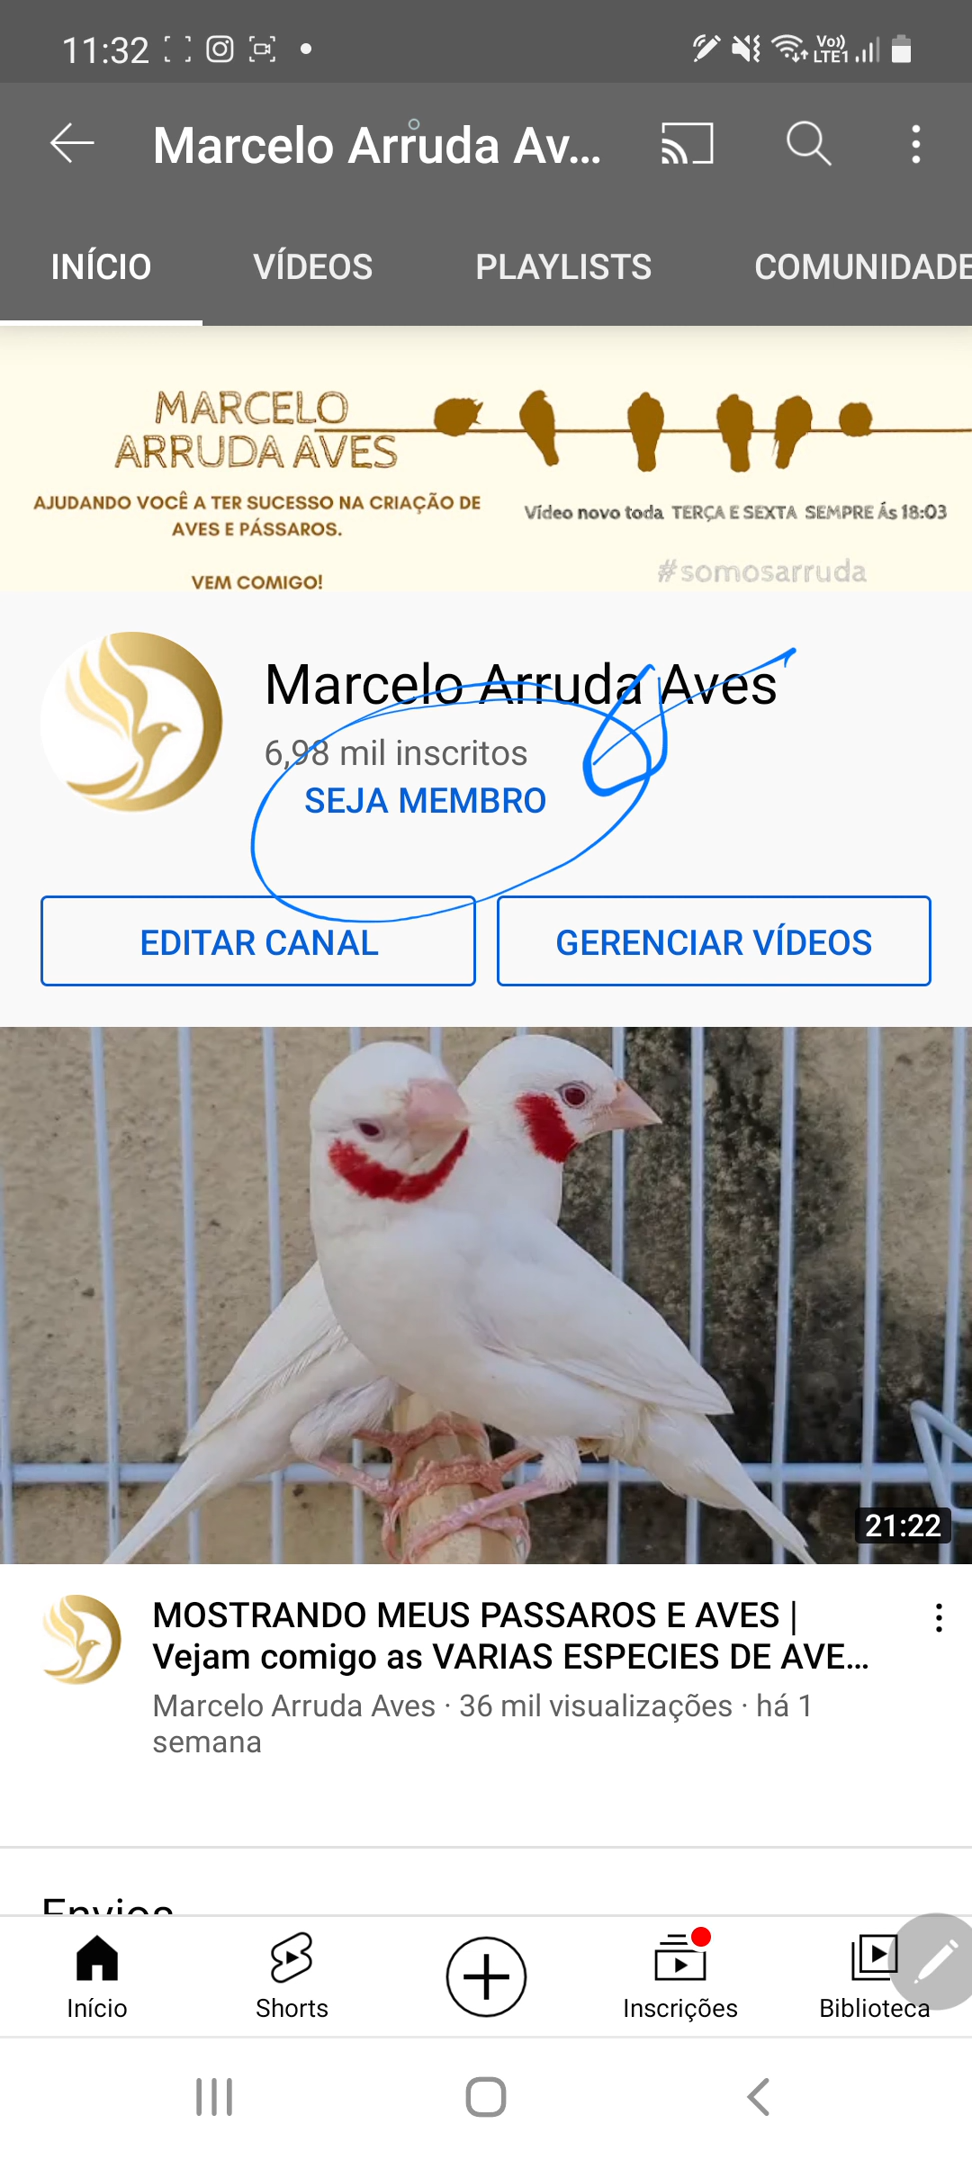 11:32
Vo))
LTE1
Marcelo Arruda Av...
INÍCIO VÍDEOS PLAYLISTS COMUNIDADE
MARCELO
ARRUDA AVES
AJUDANDO VOCÊ A TER SUCESSO NA CRIAÇÃO DE
AVES E PÁSSAROS.
VEM COMIGO!
Vídeo novo toda TERÇA E SEXTA SEMPRE Ás 18:03
#somosarruda
Marcelo Arruda Aves
6,98 mil inscritos
SEJA MEMBRO
EDITAR CANAL
GERENCIAR VÍDEOS
21:22
MOSTRANDO MEUS PASSAROS E AVES |
Vejam comigo as VARIAS ESPECIES DE AVE...
Marcelo Arruda Aves · 36 mil visualizações · há 1
semana
Envios
Início Shorts Inscrições Biblioteca